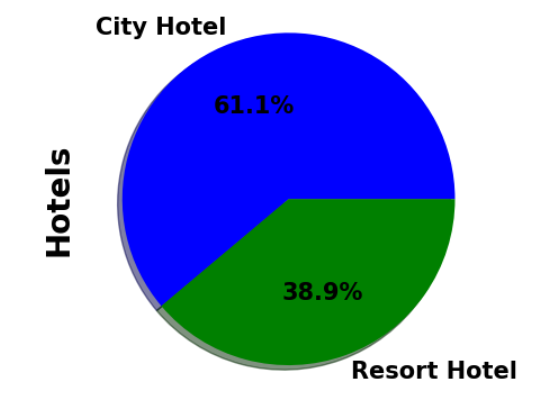 City Hotel
61.1%
Hotels
38.9%
Resort Hotel